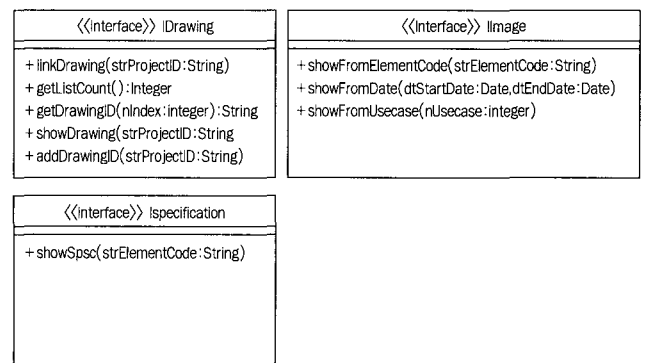 《interface》 IDrawing
+ linkDrawing(strProjectID:String)
+ getListCount():Integer
+ getDrawingID(nIndex:integer):String
+ showDrawing(strProjectID:String
+ addDrawingID(strProjectID:String)
《Interface》 IImage
+ showFromElementCode(strElementCode:String)
+ showFromDate(dtStartDate:Date,dtEndDate:Date)
+ showFromUsecase(nUsecase:integer)
《interface》 Ispecification
+ showSpsc(strElementCode:String)